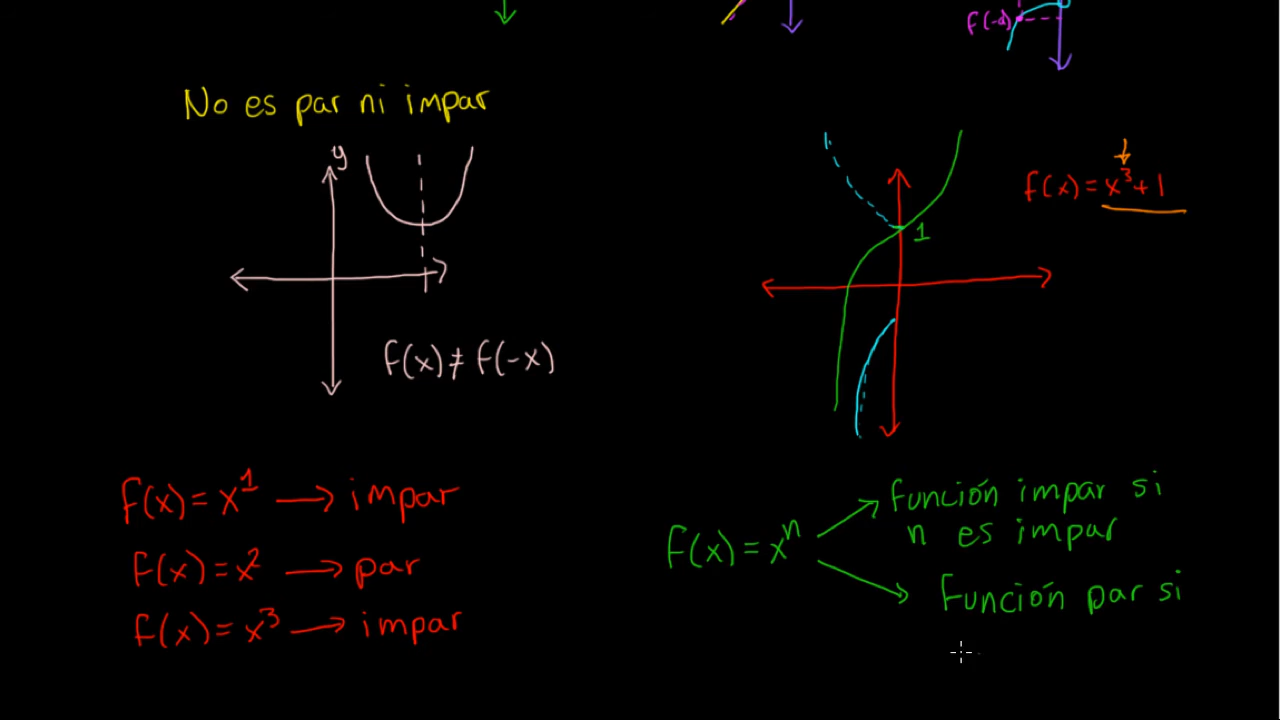 f(-a)
No es par ni impar
y
f(x) = x³ + 1
1
f(x) ≠ f(-x)
f(x) = x¹ → impar
f(x) = x² → par
f(x) = x³ → impar
f(x) = xⁿ
función impar si
n es impar
Función par si